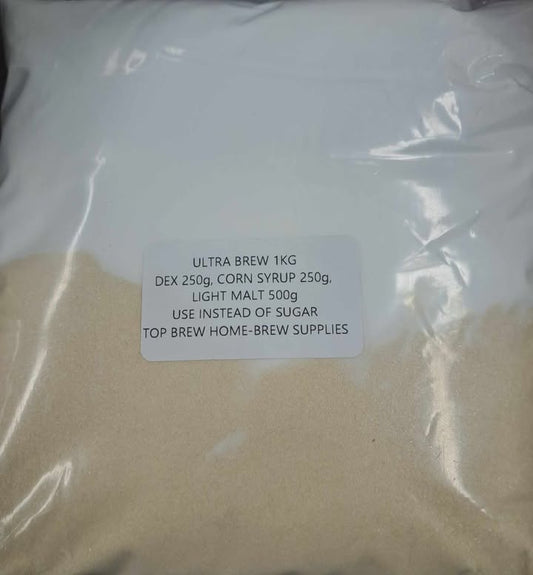 ULTRA BREW 1KG
DEX 250g, CORN SYRUP 250g,
LIGHT MALT 500g
USE INSTEAD OF SUGAR
TOP BREW HOME-BREW SUPPLIES